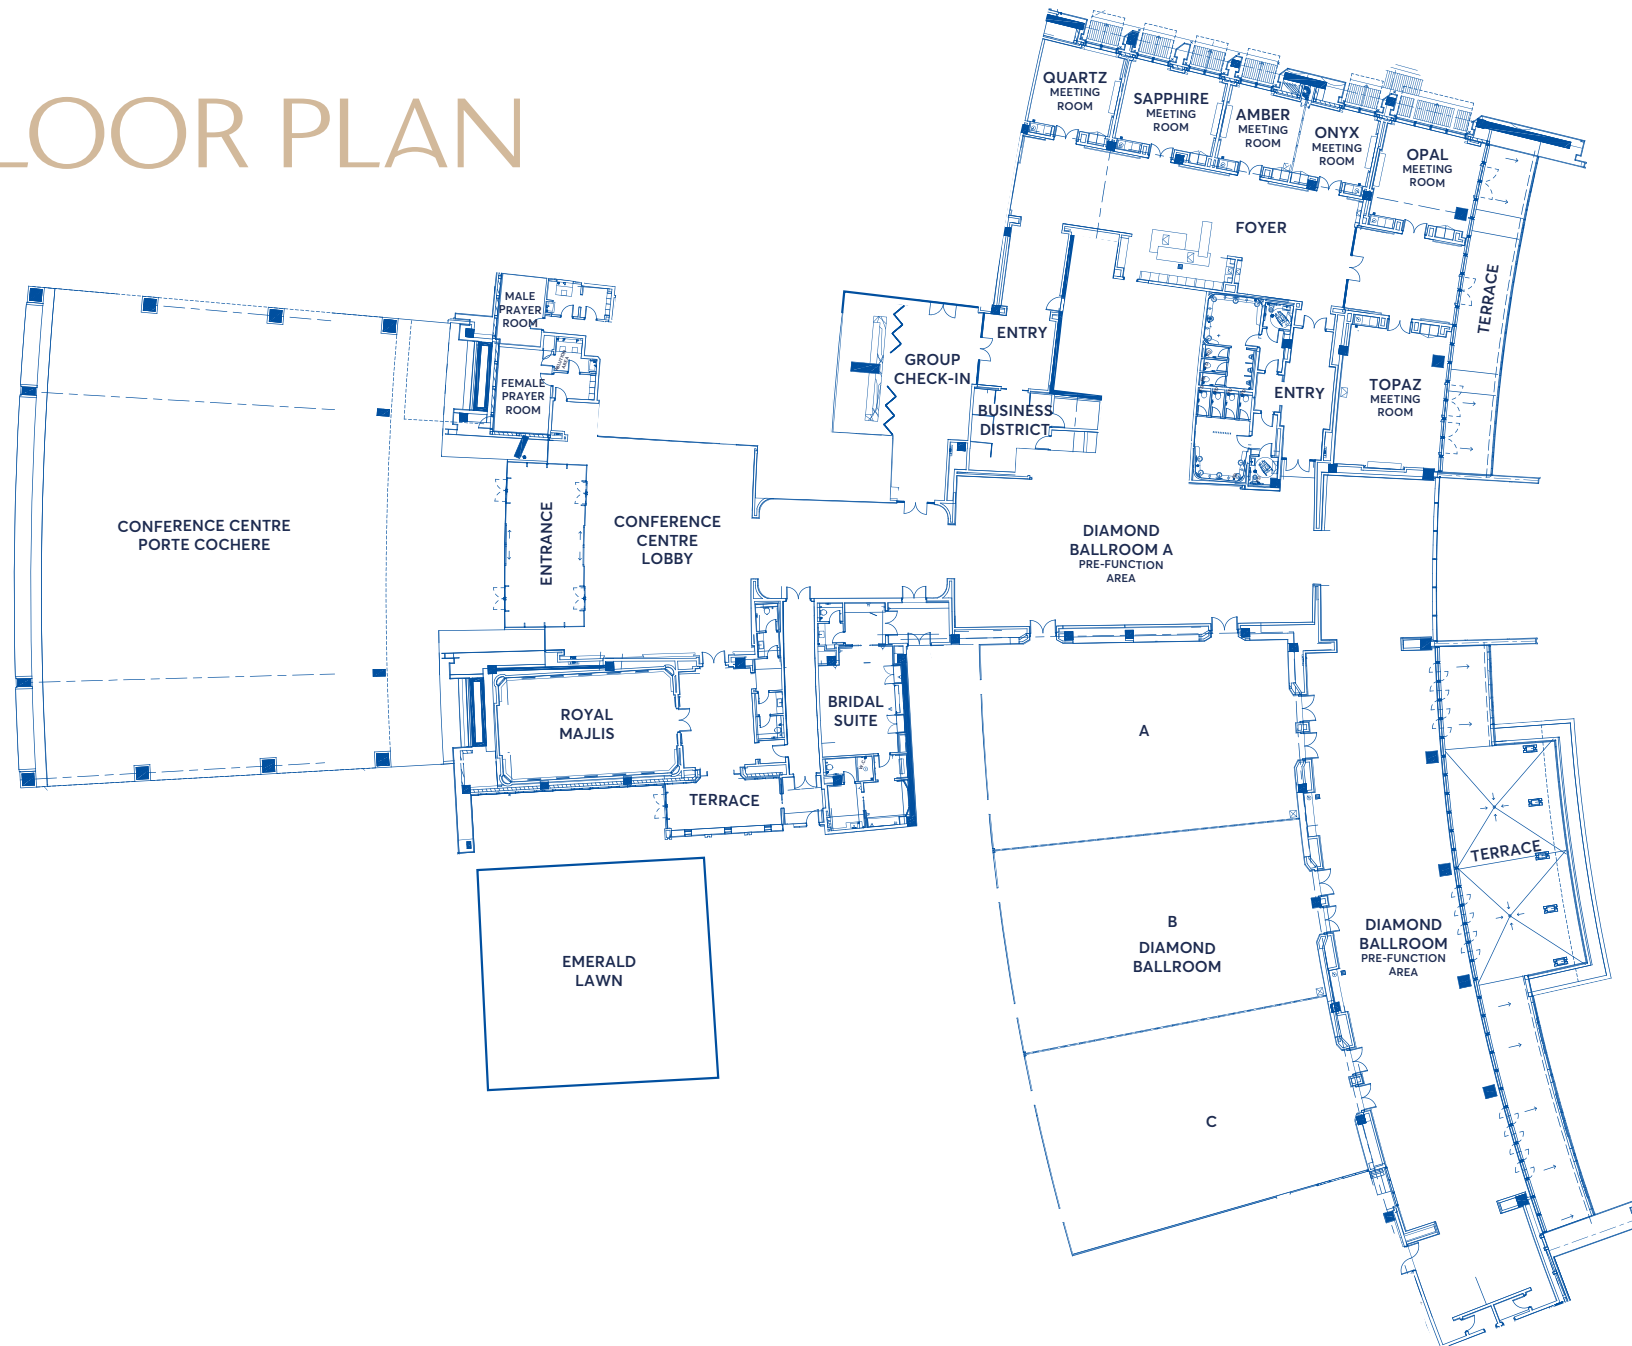 LOOR PLAN
QUARTZ
MEETING
ROOM
SAPPHIRE
MEETING
ROOM
AMBER
MEETING
ROOM
ONYX
MEETING
ROOM
OPAL
MEETING
ROOM
FOYER
TERRACE
MALE
PRAYER
ROOM
FEMALE
PRAYER
ROOM
ENTRY
GROUP
CHECK-IN
BUSINESS
DISTRICT
ENTRY
TOPAZ
MEETING
ROOM
CONFERENCE CENTRE
PORTE COCHERE
ENTRANCE
CONFERENCE
CENTRE
LOBBY
DIAMOND
BALLROOM A
PRE-FUNCTION
AREA
ROYAL
MAJLIS
BRIDAL
SUITE
TERRACE
A
TERRACE
EMERALD
LAWN
B
DIAMOND
BALLROOM
DIAMOND
BALLROOM
PRE-FUNCTION
AREA
C